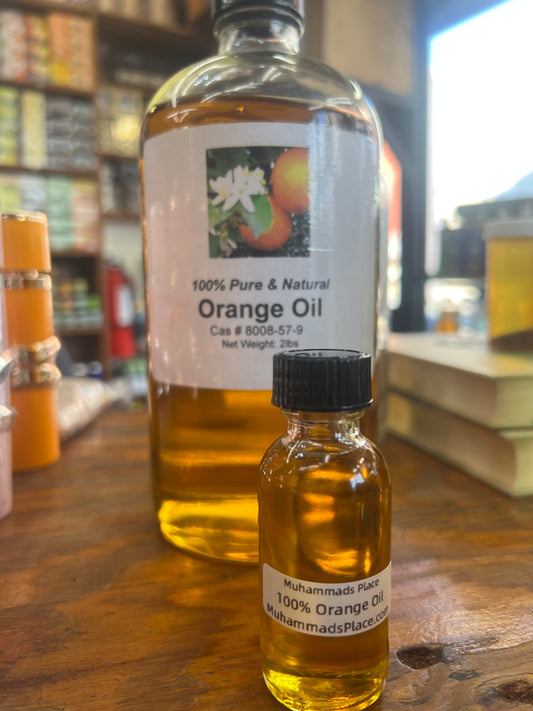 100% Pure & Natural
Orange Oil
Cas # 8008-57-9
Net Weight: 2lbs
Muhammads Place
100% Orange Oil
MuhammadsPlace.com